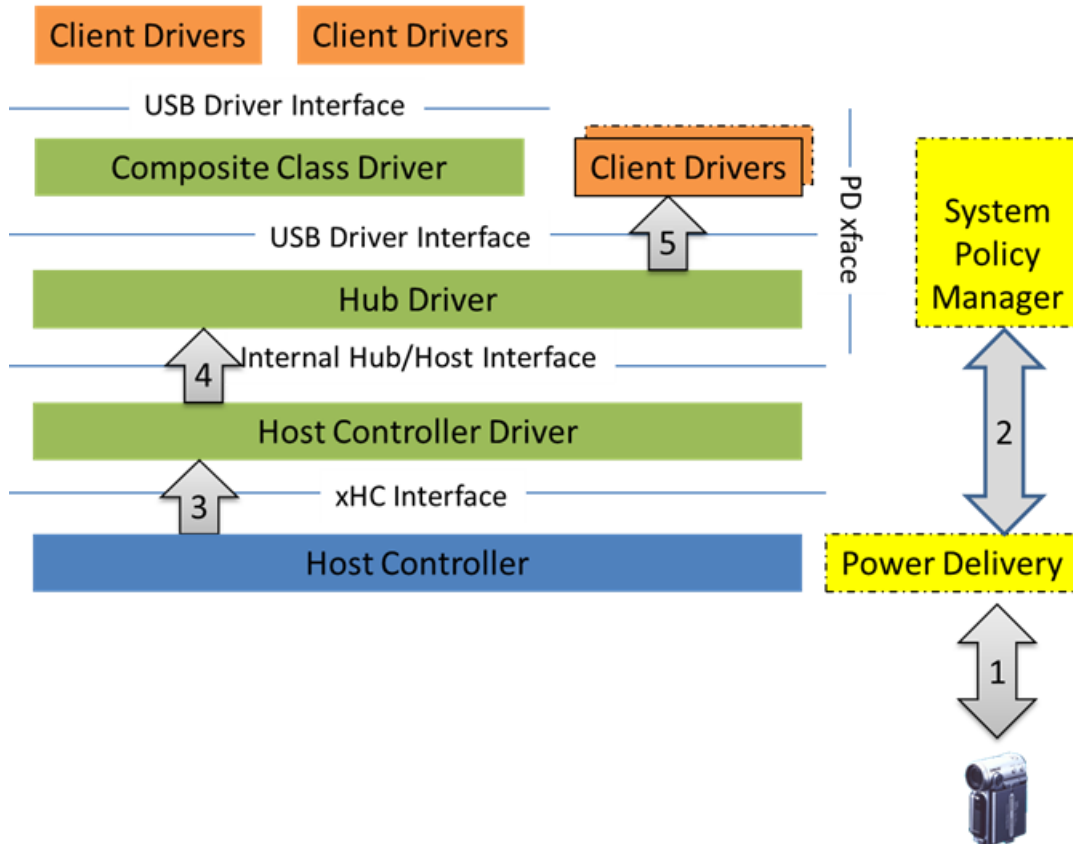 Client Drivers
Client Drivers
USB Driver Interface
Composite Class Driver
Client Drivers
PD xface
System
Policy
Manager
USB Driver Interface
5
Hub Driver
Internal Hub/Host Interface
4
Host Controller Driver
2
xHC Interface
3
Host Controller
Power Delivery
1